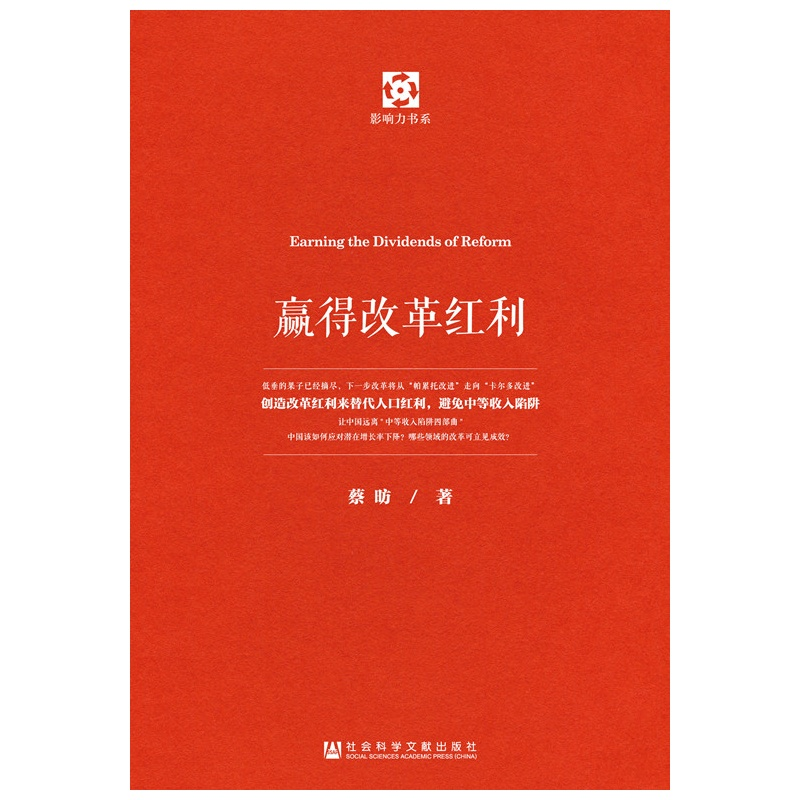 影响力书系
Earning the Dividends of Reform
赢得改革红利
低垂的果子已经摘尽，下一步改革将从“帕累托改进”走向“卡尔多改进”
创造改革红利来替代人口红利，避免中等收入陷阱
让中国远离“中等收入陷阱四部曲”
中国该如何应对潜在增长率下降？哪些领域的改革可立见成效？
蔡昉 / 著
社会科学文献出版社
SOCIAL SCIENCES ACADEMIC PRESS (CHINA)